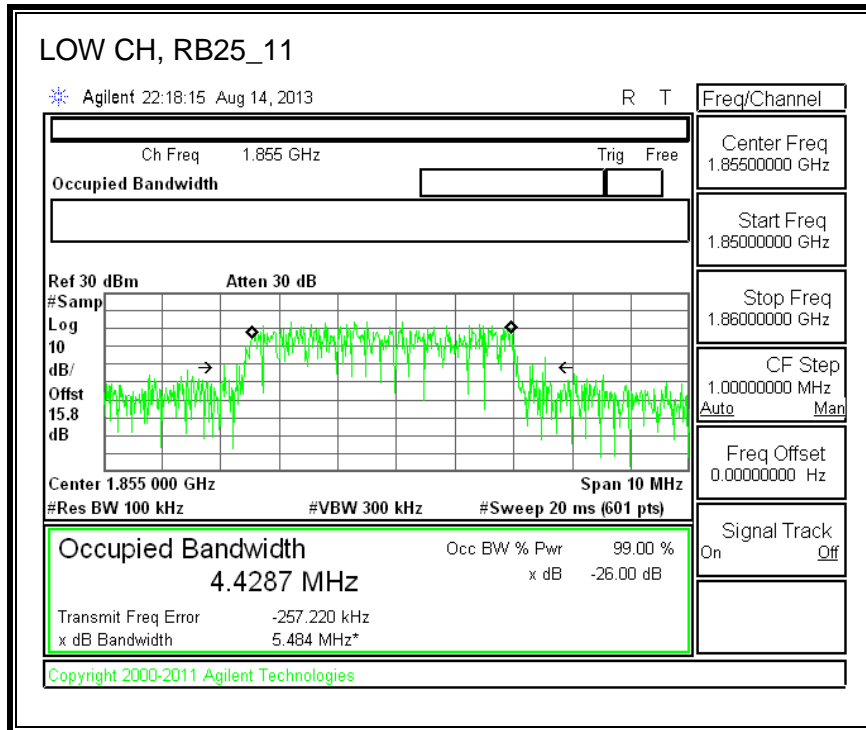 LOW CH, RB25_11
Agilent 22:18:15 Aug 14, 2013 R T
Freq/Channel
Ch Freq 1.855 GHz Trig Free
Occupied Bandwidth
Center Freq
1.85500000 GHz
Start Freq
1.85000000 GHz
Stop Freq
1.86000000 GHz
CF Step
1.00000000 MHz
Auto Man
Freq Offset
0.00000000 Hz
Signal Track
On Off
Ref 30 dBm Atten 30 dB
#Samp
Log
10
dB/
Offst
15.8
dB
Center 1.855 000 GHz Span 10 MHz
#Res BW 100 kHz #VBW 300 kHz #Sweep 20 ms (601 pts)
Occupied Bandwidth
4.4287 MHz
Occ BW % Pwr 99.00 %
x dB -26.00 dB
Transmit Freq Error -257.220 kHz
x dB Bandwidth 5.484 MHz*
Copyright 2000-2011 Agilent Technologies